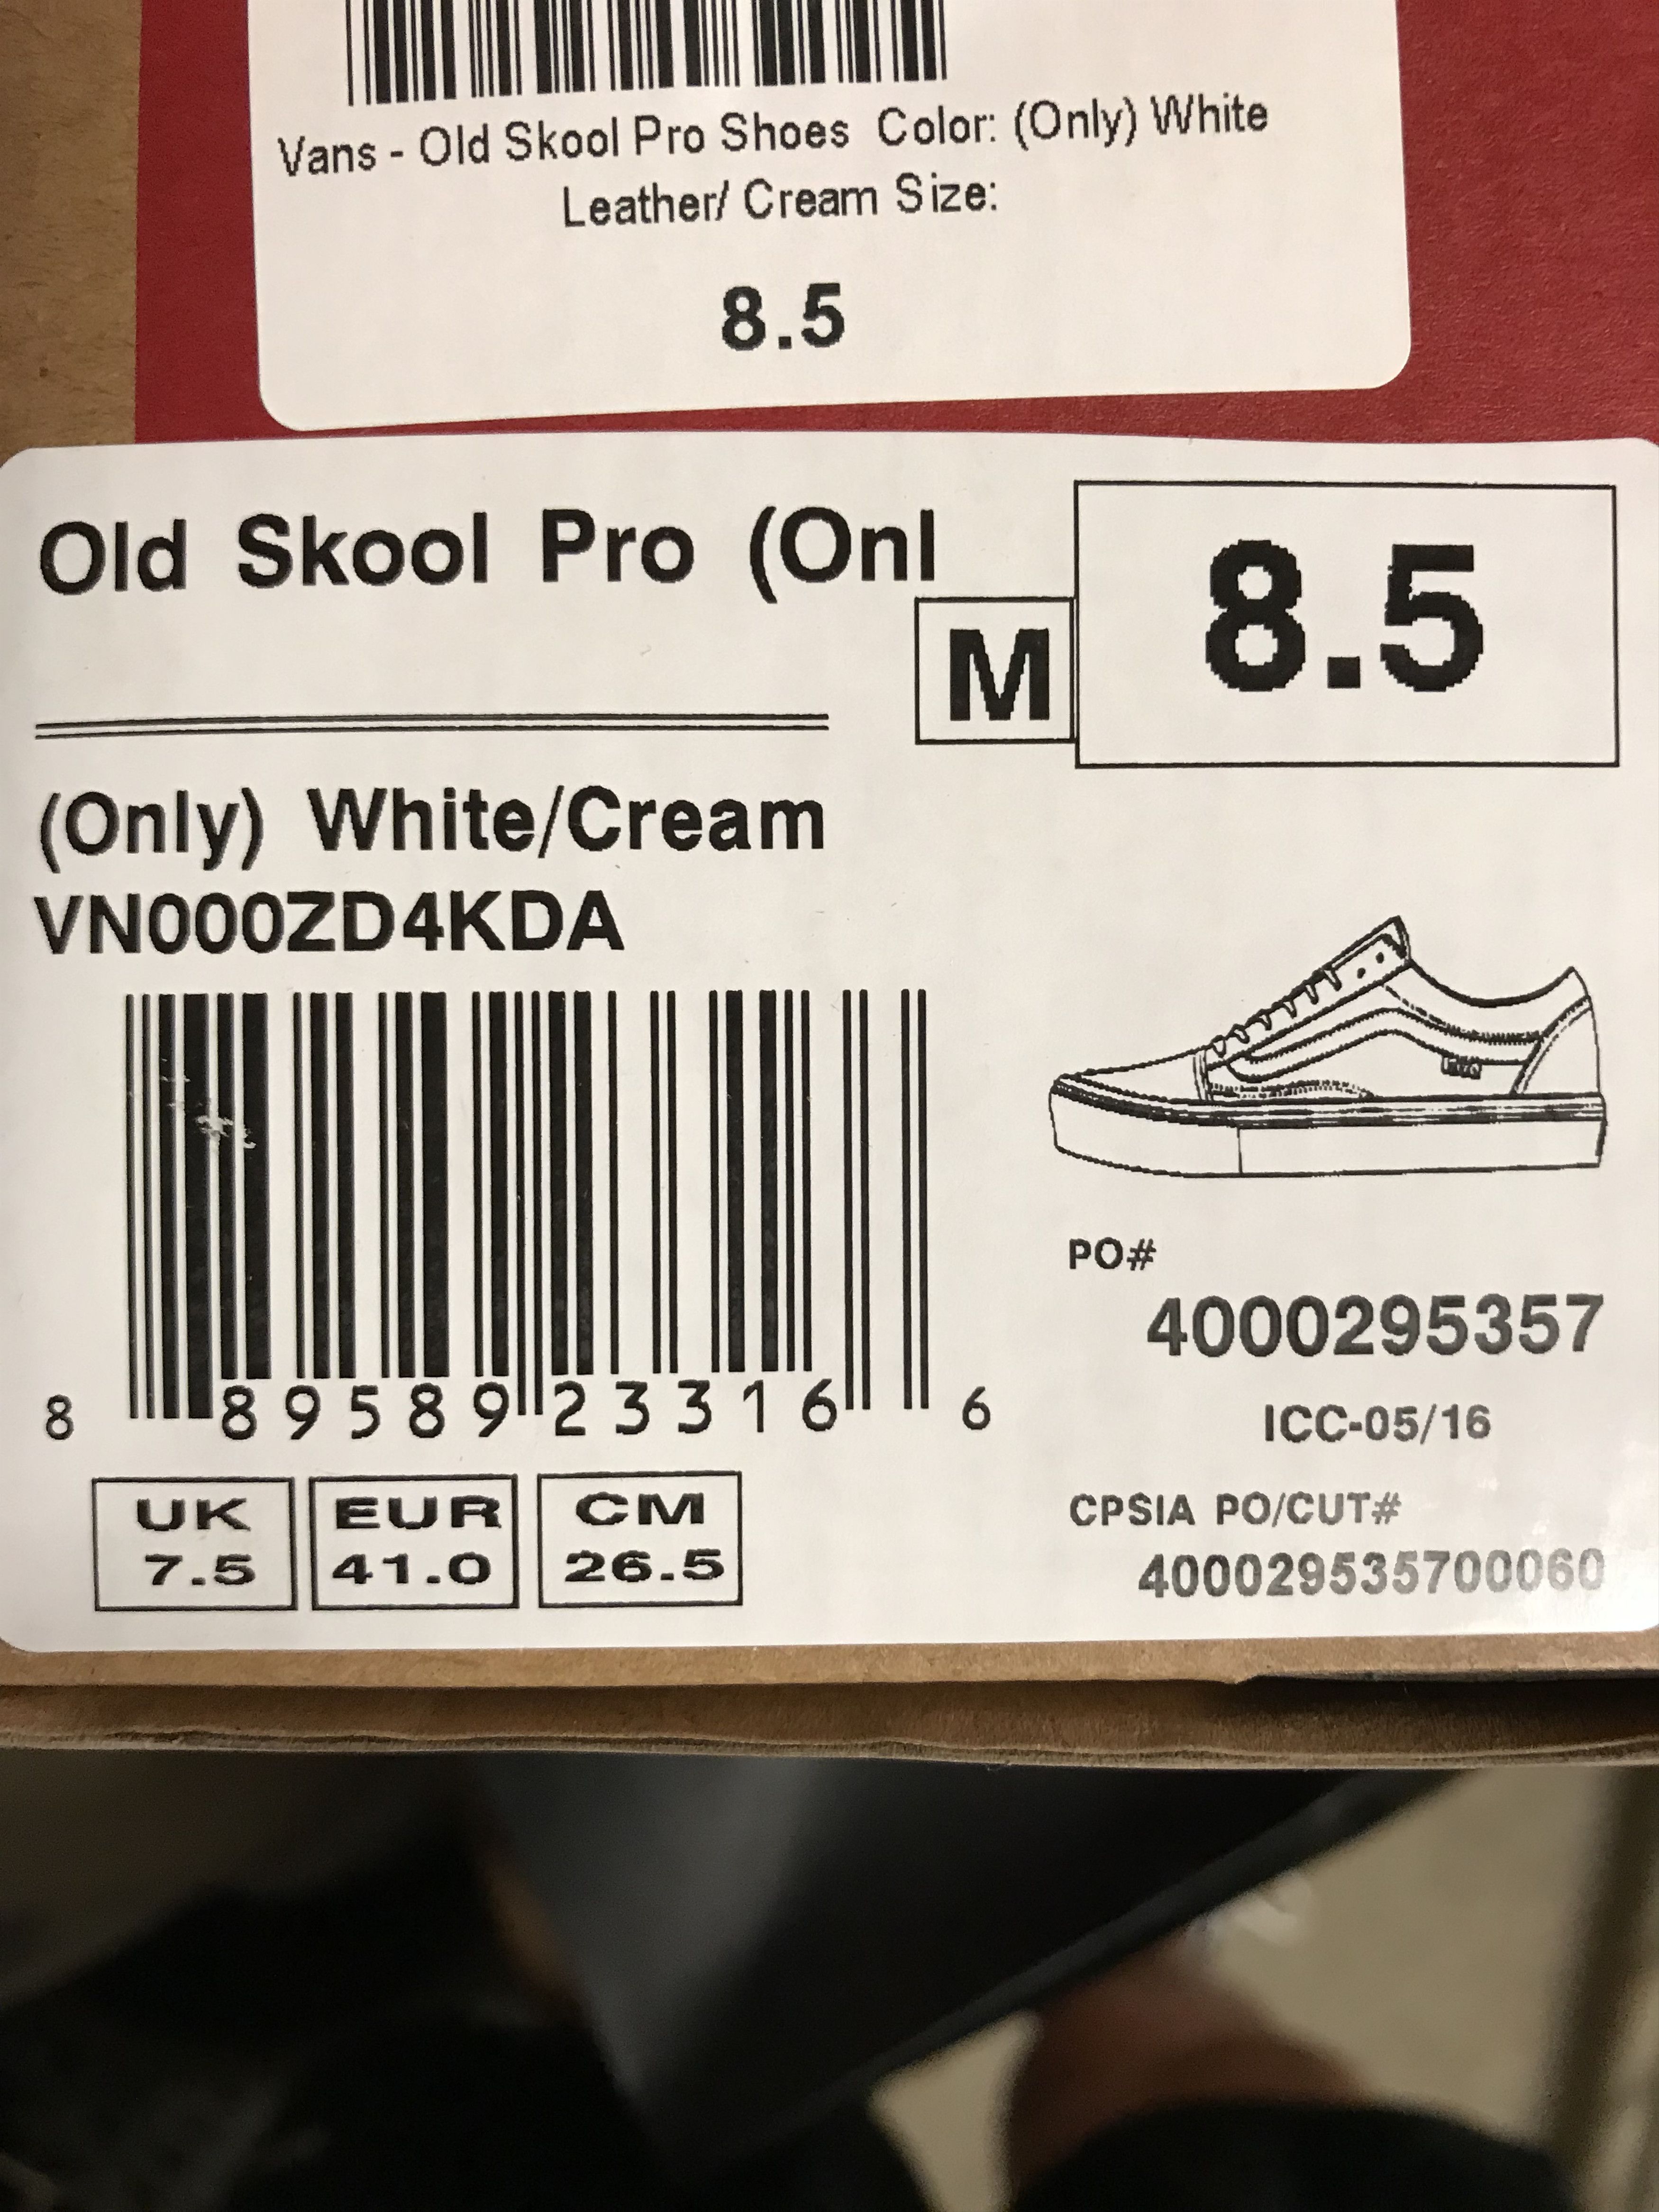 Vans - Old Skool Pro Shoes Color: (Only) White
Leather/ Cream Size:
8.5
Old Skool Pro (Onl
M
8.5
(Only) White/Cream
VN000ZD4KDA
8 89589 23316 6
UK
7.5
EUR
41.0
CM
26.5
PO#
4000295357
ICC-05/16
CPSIA PO/CUT#
400029535700060